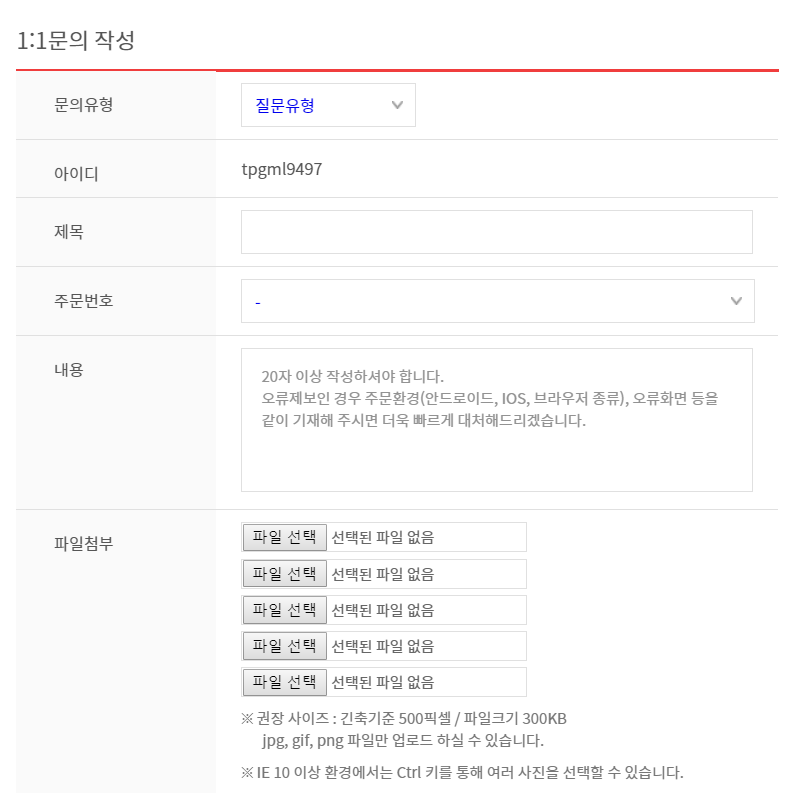 1:1문의 작성
문의유형
질문유형
아이디
tpgml9497
제목
주문번호
-
내용
20자 이상 작성하셔야 합니다.
오류제보인 경우 주문환경(안드로이드, IOS, 브라우저 종류), 오류화면 등을
같이 기재해 주시면 더욱 빠르게 대처해드리겠습니다.
파일첨부
파일 선택 선택된 파일 없음
파일 선택 선택된 파일 없음
파일 선택 선택된 파일 없음
파일 선택 선택된 파일 없음
파일 선택 선택된 파일 없음
※ 권장 사이즈 : 긴축기준 500픽셀 / 파일크기 300KB
jpg, gif, png 파일만 업로드 하실 수 있습니다.
※ IE 10 이상 환경에서는 Ctrl 키를 통해 여러 사진을 선택할 수 있습니다.